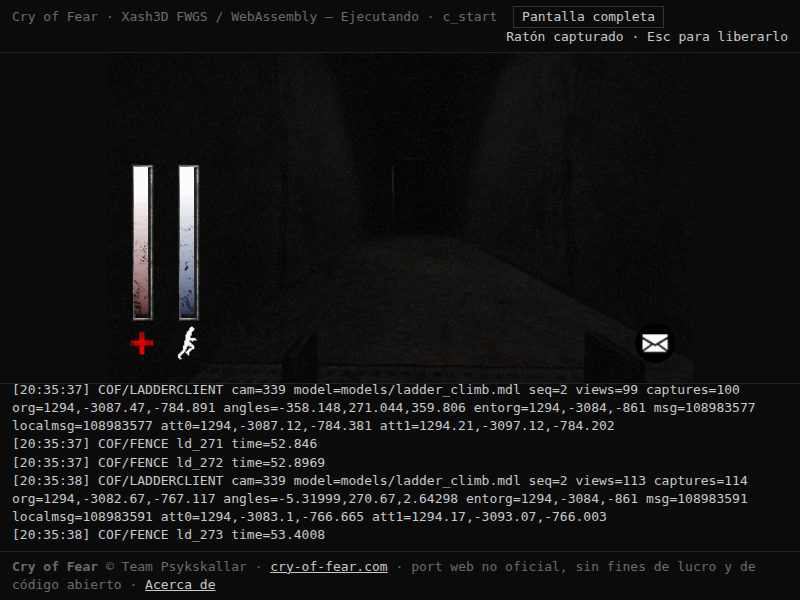 Cry of Fear · Xash3D FWGS / WebAssembly — Ejecutando · c_start
Pantalla completa
Ratón capturado · Esc para liberarlo
[20:35:37] COF/LADDERCLIENT cam=339 model=models/ladder_climb.mdl seq=2 views=99 captures=100
org=1294,-3087.47,-784.891 angles=-358.148,271.044,359.806 entorg=1294,-3084,-861 msg=108983577
localmsg=108983577 att0=1294,-3087.12,-784.381 att1=1294.21,-3097.12,-784.202
[20:35:37] COF/FENCE ld_271 time=52.846
[20:35:37] COF/FENCE ld_272 time=52.8969
[20:35:38] COF/LADDERCLIENT cam=339 model=models/ladder_climb.mdl seq=2 views=113 captures=114
org=1294,-3082.67,-767.117 angles=-5.31999,270.67,2.64298 entorg=1294,-3084,-861 msg=108983591
localmsg=108983591 att0=1294,-3083.1,-766.665 att1=1294.17,-3093.07,-766.003
[20:35:38] COF/FENCE ld_273 time=53.4008
Cry of Fear © Team Psykskallar · cry-of-fear.com · port web no oficial, sin fines de lucro y de
código abierto · Acerca de